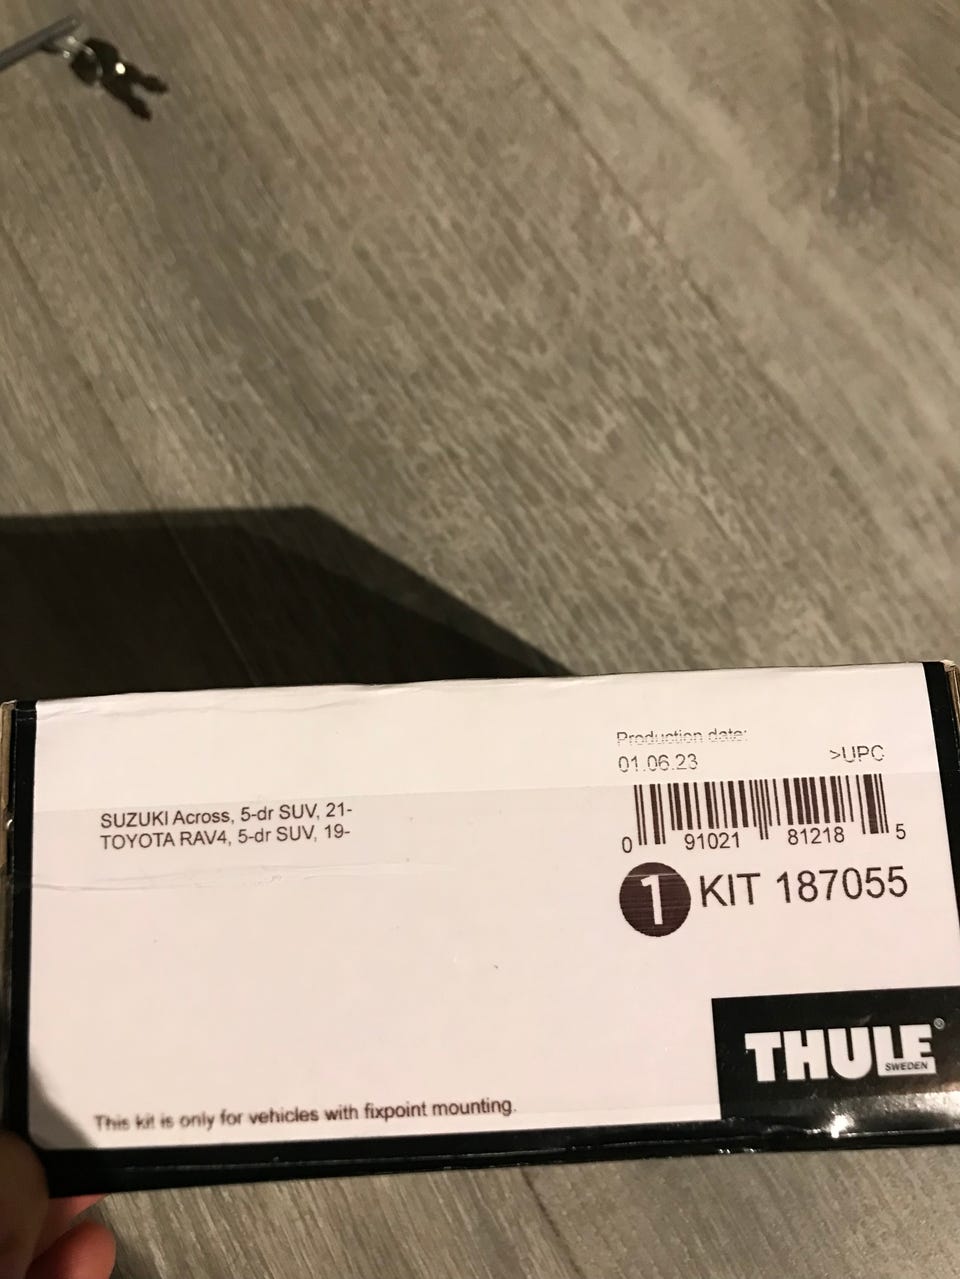 Production date:
01.06.23
>UPC
SUZUKI Across, 5-dr SUV, 21-
TOYOTA RAV4, 5-dr SUV, 19-
0 91021 81218 5
1 KIT 187055
THULE®
SWEDEN
This kit is only for vehicles with fixpoint mounting.